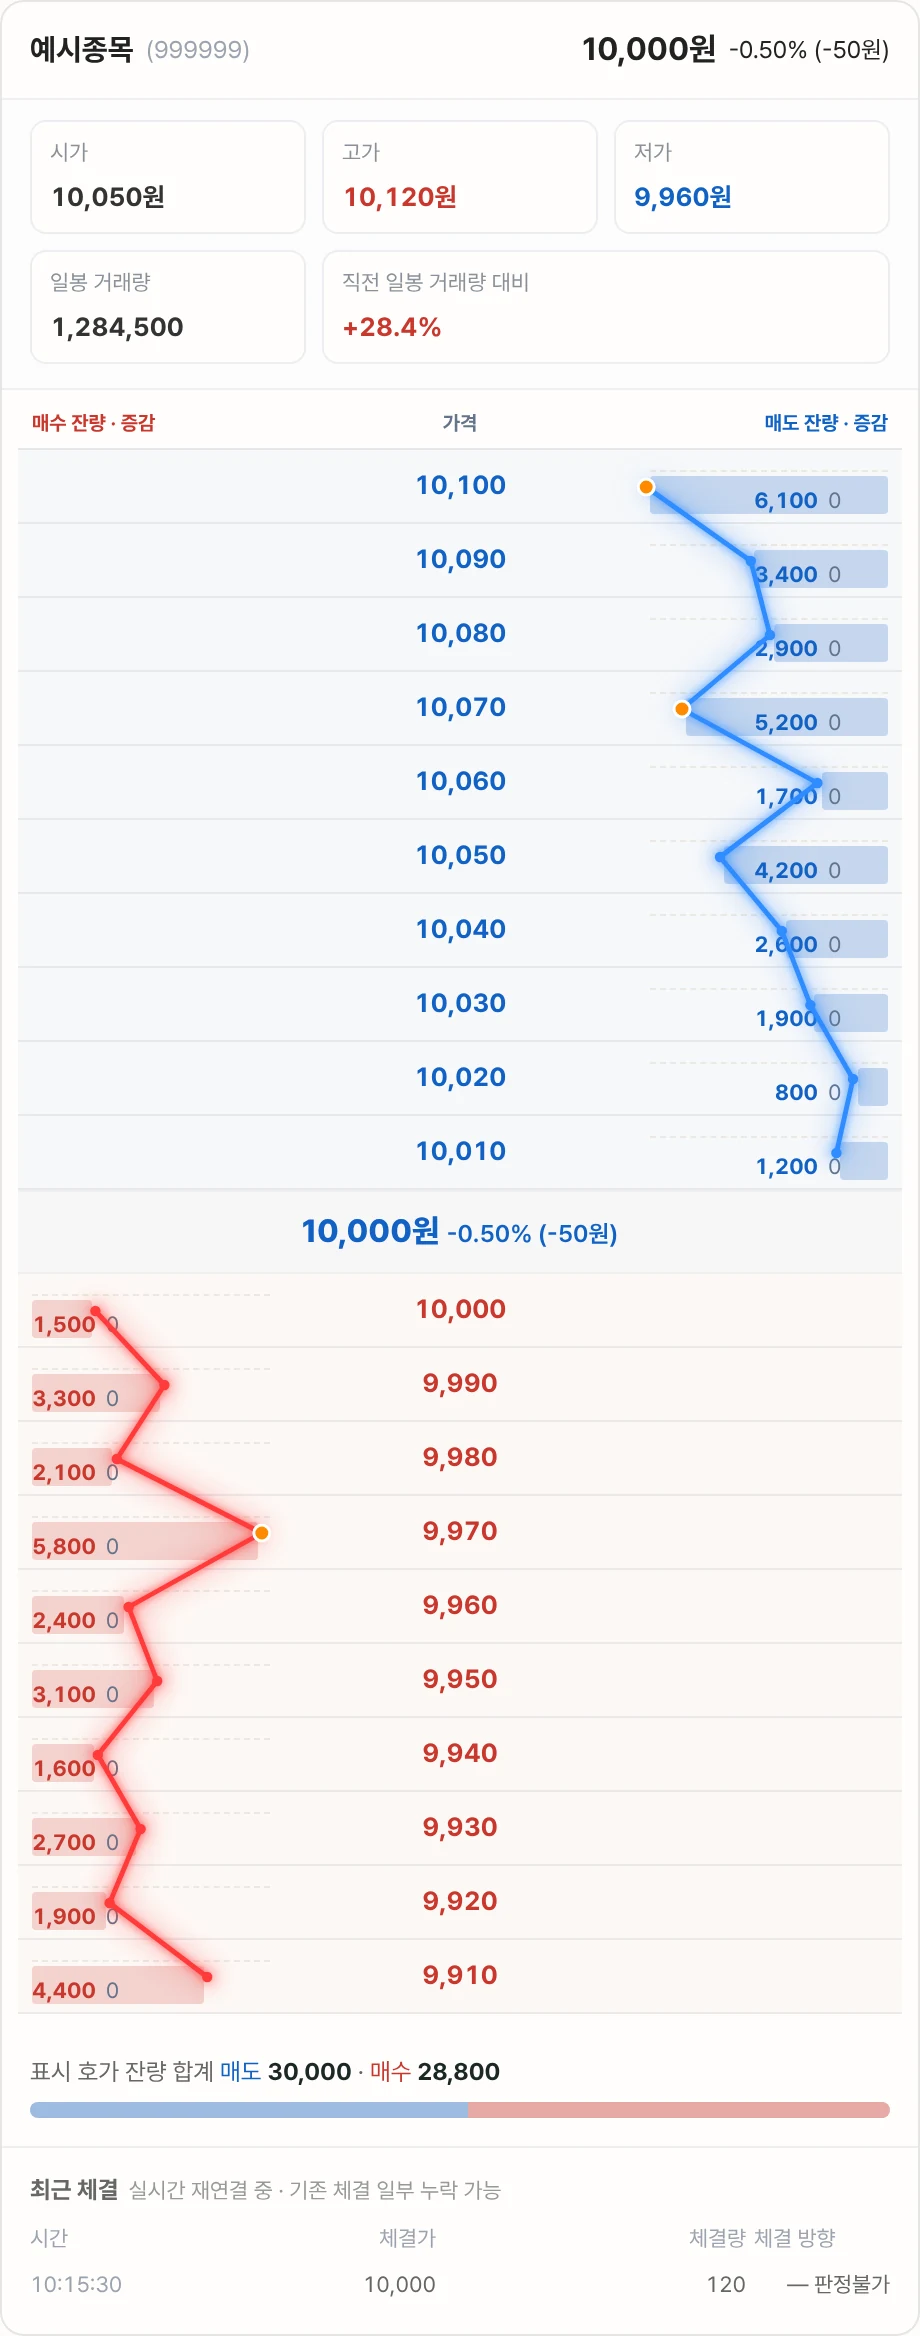 예시종목 (999999) 10,000원 -0.50% (-50원)
시가 고가 저가
10,050원 10,120원 9,960원
일봉 거래량 직전 일봉 거래량 대비
1,284,500 +28.4%
매수 잔량 · 증감 가격 매도 잔량 · 증감
10,100 6,100 0
10,090 3,400 0
10,080 2,900 0
10,070 5,200 0
10,060 1,700 0
10,050 4,200 0
10,040 2,600 0
10,030 1,900 0
10,020 800 0
10,010 1,200 0
10,000원 -0.50% (-50원)
1,500 0 10,000
3,300 0 9,990
2,100 0 9,980
5,800 0 9,970
2,400 0 9,960
3,100 0 9,950
1,600 0 9,940
2,700 0 9,930
1,900 0 9,920
4,400 0 9,910
표시 호가 잔량 합계 매도 30,000 · 매수 28,800
최근 체결 실시간 재연결 중 · 기존 체결 일부 누락 가능
시간 체결가 체결량 체결 방향
10:15:30 10,000 120 — 판정불가